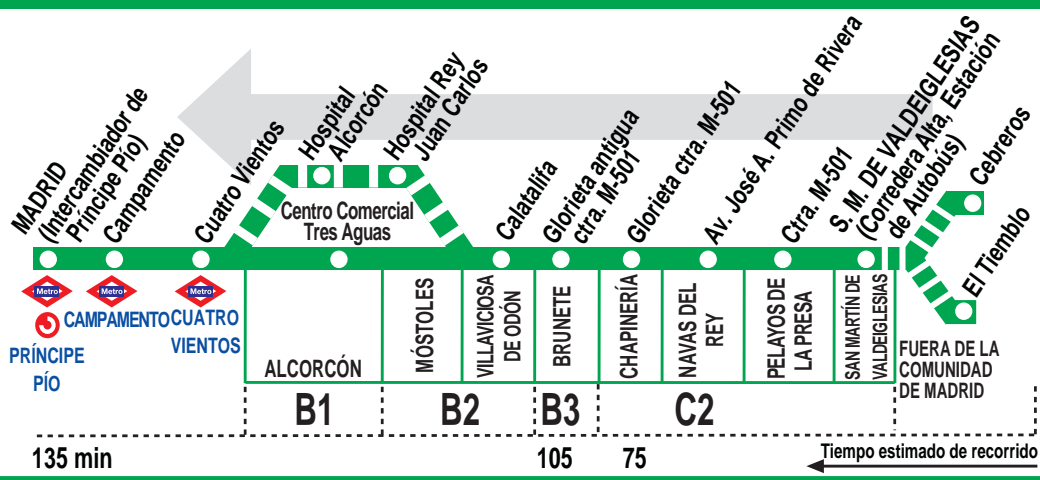 MADRID
(Intercambiador de
Príncipe Pío)
Campamento
Cuatro Vientos
Hospital
Alcorcón
Hospital Rey
Juan Carlos
Centro Comercial
Tres Aguas
Calatalifa
Glorieta antigua
ctra. M-501
Glorieta ctra. M-501
Av. José A. Primo de Rivera
Ctra. M-501
S. M. DE VALDEIGLESIAS
(Corredera Alta, Estación
de Autobús)
Cebreros
El Tiemblo
Metro
Metro
Metro
PRÍNCIPE
PÍO
CAMPAMENTO
CUATRO
VIENTOS
ALCORCÓN
MÓSTOLES
VILLAVICIOSA
DE ODÓN
BRUNETE
CHAPINERÍA
NAVAS DEL
REY
PELAYOS DE
LA PRESA
SAN MARTÍN DE
VALDEIGLESIAS
FUERA DE LA
COMUNIDAD
DE MADRID
B1
B2
B3
C2
135 min
105
75
Tiempo estimado de recorrido